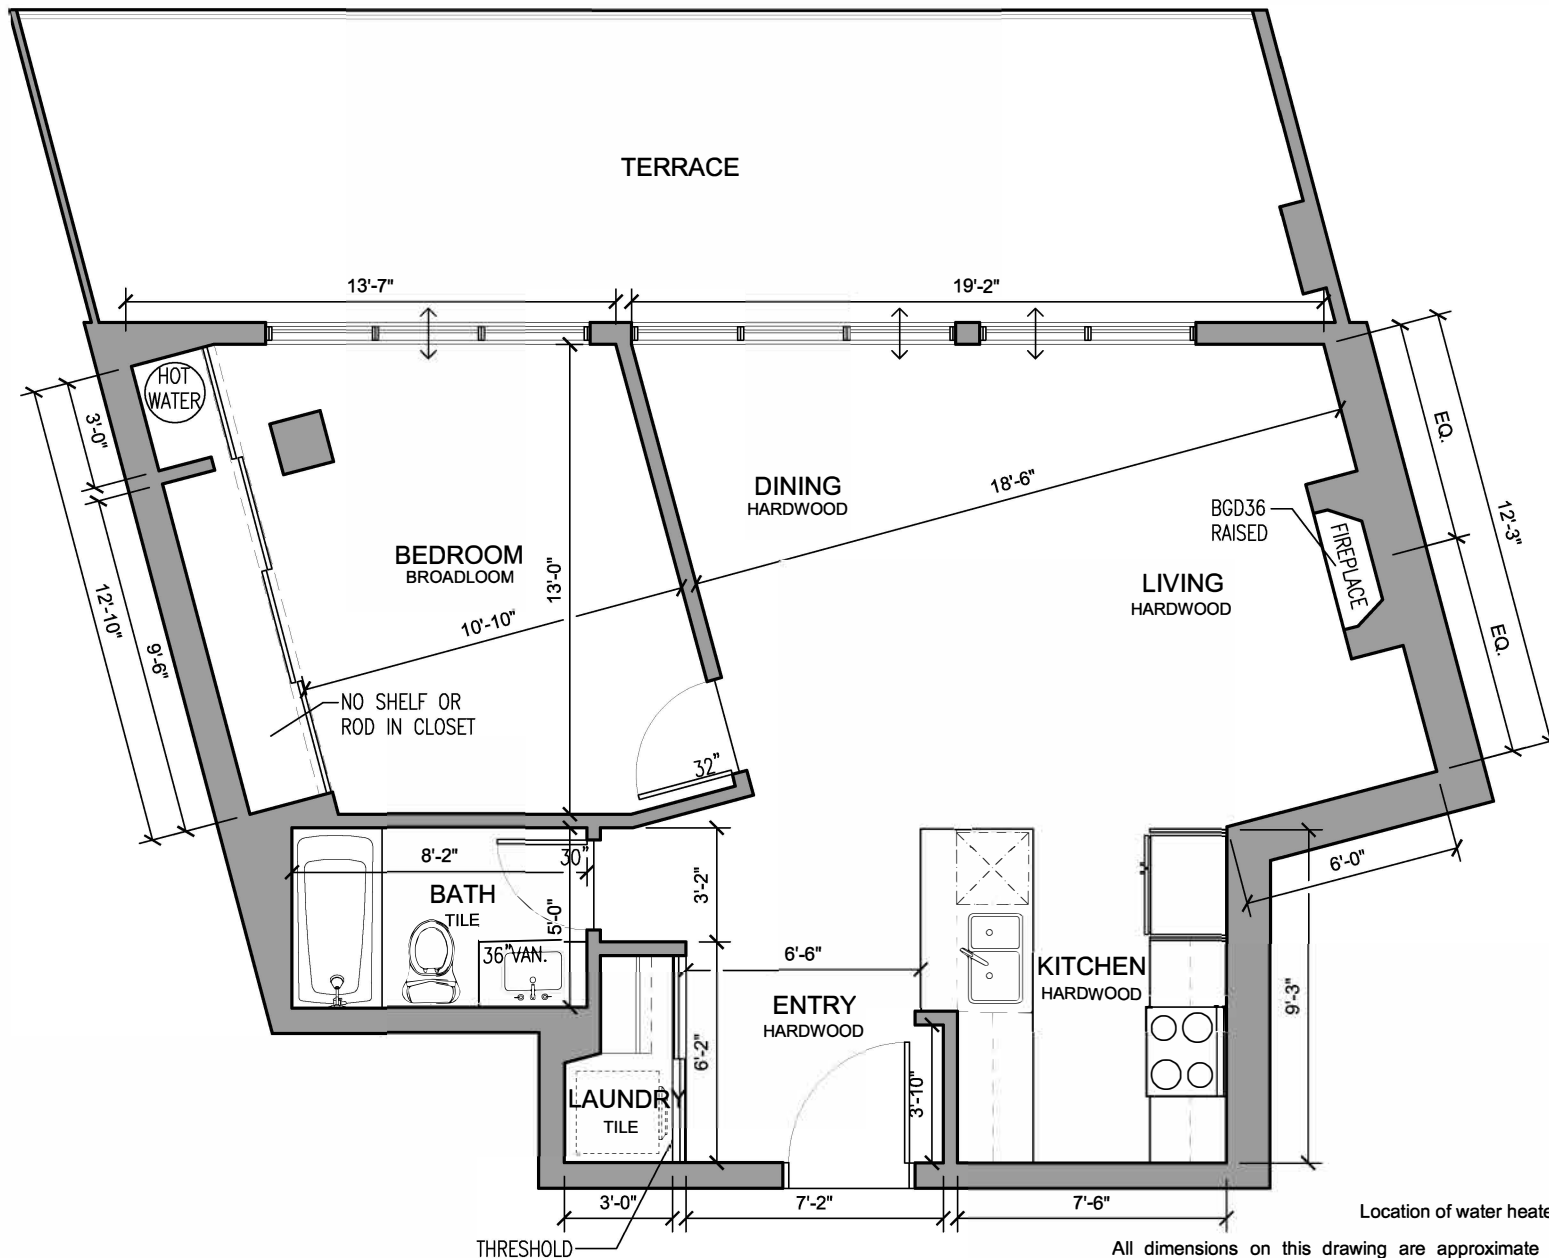 TERRACE
13'-7"
19'-2"
HOT
WATER
3'-0"
EQ.
DINING
HARDWOOD
18'-6"
BGD36
RAISED
12'-3"
FIREPLACE
BEDROOM
BROADLOOM
13'-0"
LIVING
HARDWOOD
12'-10"
10'-10"
9'-6"
EQ.
NO SHELF OR
ROD IN CLOSET
32"
8'-2"
30"
6'-0"
BATH
TILE
5'-0"
3'-2"
36"VAN.
6'-6"
KITCHEN
HARDWOOD
ENTRY
HARDWOOD
9'-3"
6'-2"
3'-10"
LAUNDRY
TILE
3'-0"
7'-2"
7'-6"
THRESHOLD
Location of water heate
All dimensions on this drawing are approximate